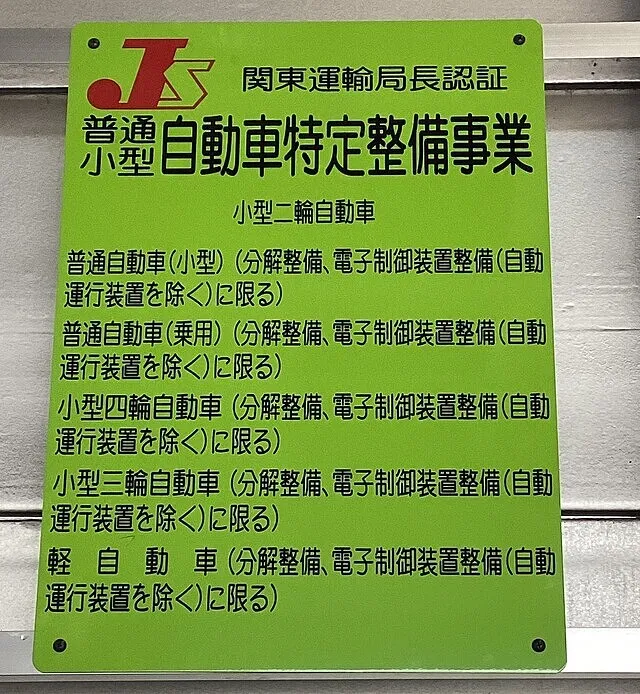 JS 関東運輸局長認証
普通
小型 自動車特定整備事業
小型二輪自動車
普通自動車(小型)(分解整備、電子制御装置整備(自動
運行装置を除く)に限る)
普通自動車(乗用)(分解整備、電子制御装置整備(自動
運行装置を除く)に限る)
小型四輪自動車(分解整備、電子制御装置整備(自動
運行装置を除く)に限る)
小型三輪自動車(分解整備、電子制御装置整備(自動
運行装置を除く)に限る)
軽自動車(分解整備、電子制御装置整備(自動
運行装置を除く)に限る)